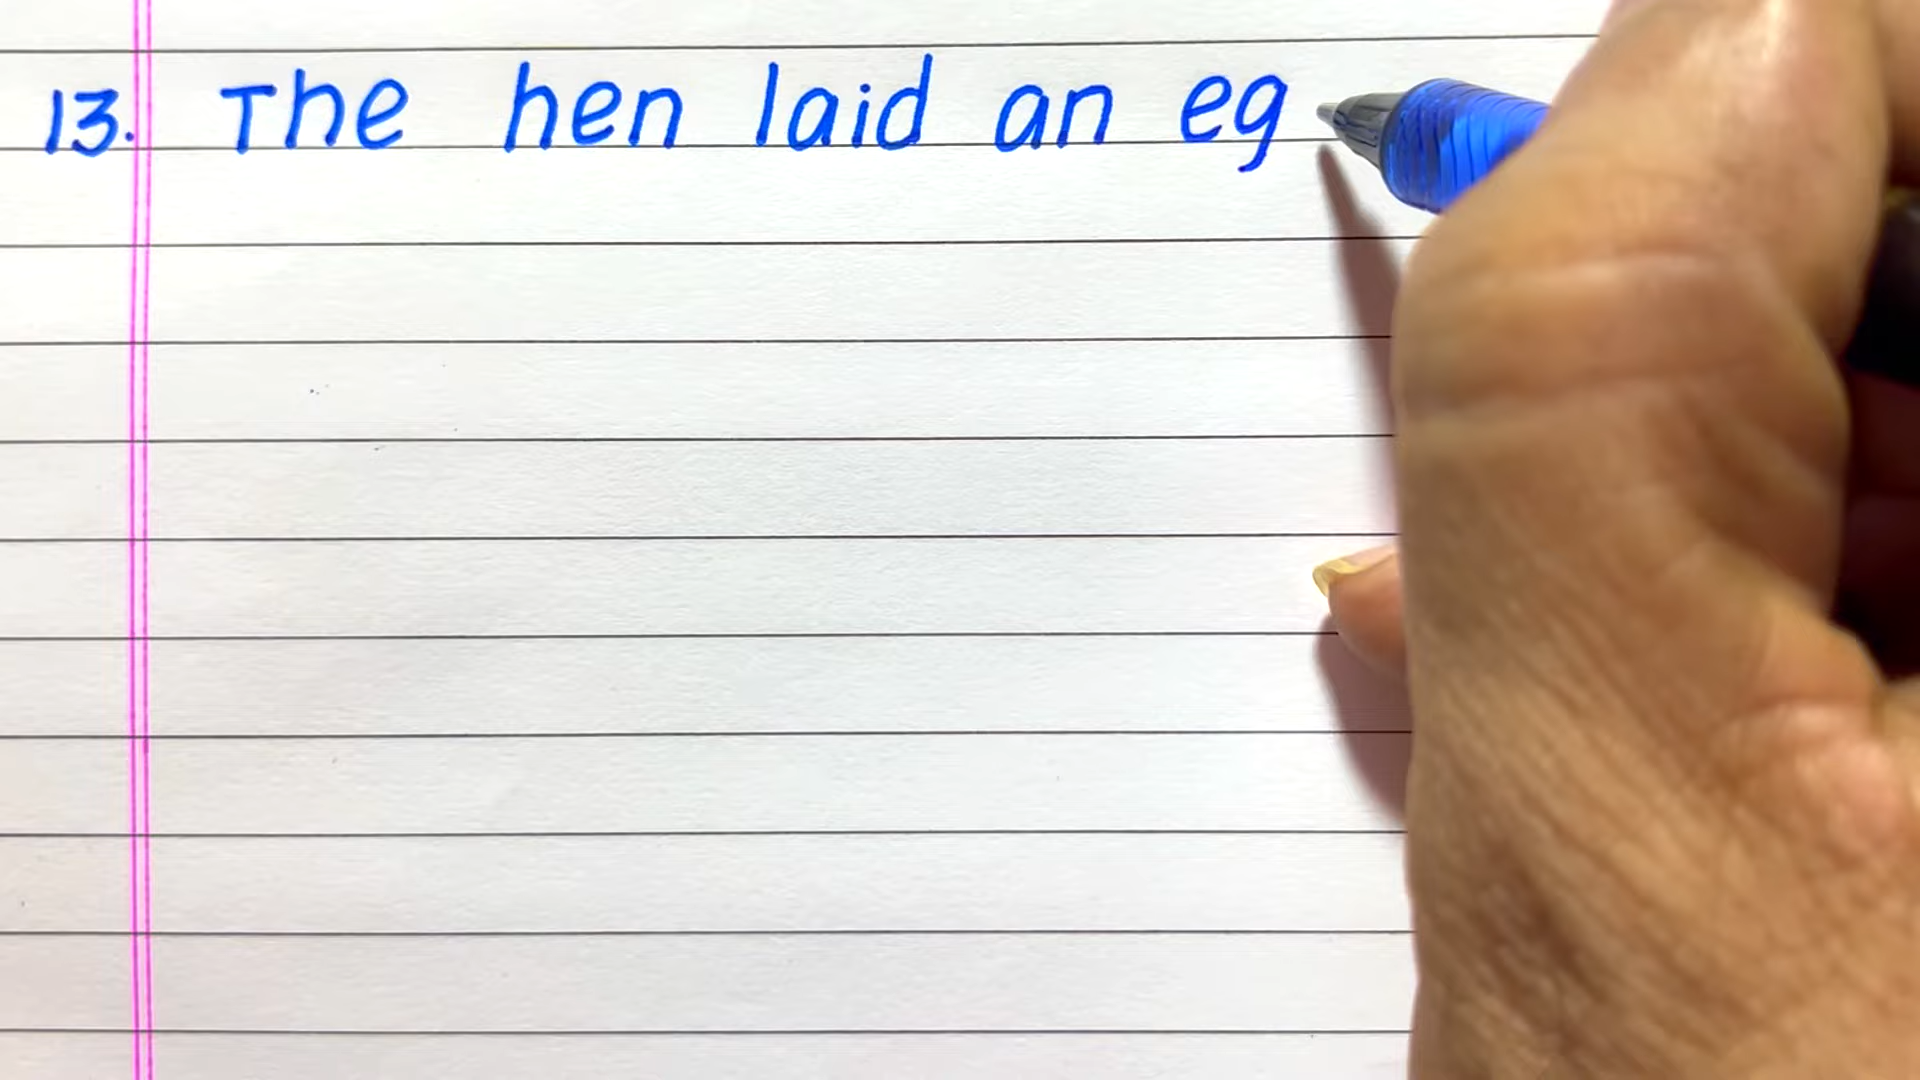 13. The hen laid an eg